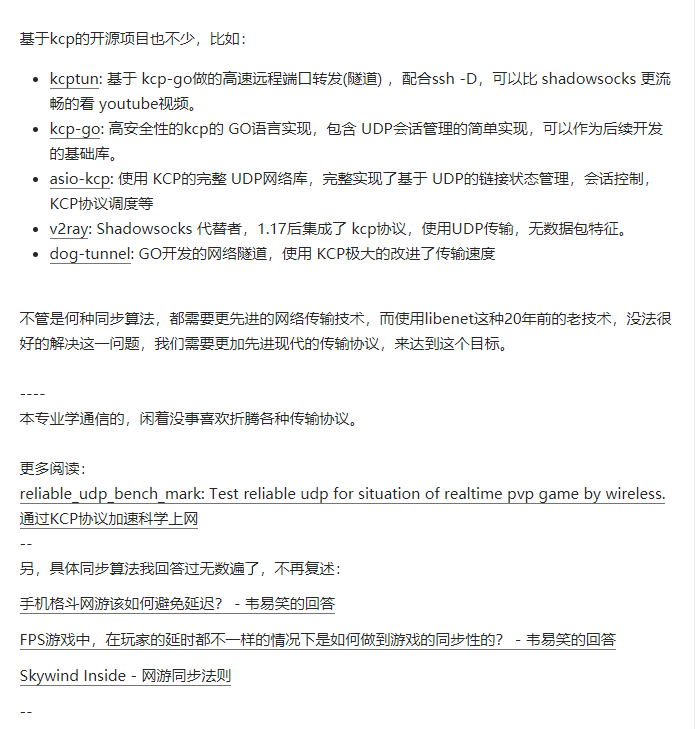 基于kcp的开源项目也不少，比如：
kcptun: 基于 kcp-go做的高速远程端口转发(隧道) ，配合ssh -D，可以比 shadowsocks 更流
畅的看 youtube视频。
kcp-go: 高安全性的kcp的 GO语言实现，包含 UDP会话管理的简单实现，可以作为后续开发
的基础库。
asio-kcp: 使用 KCP的完整 UDP网络库，完整实现了基于 UDP的链接状态管理，会话控制，
KCP协议调度等
v2ray: Shadowsocks 代替者，1.17后集成了 kcp协议，使用UDP传输，无数据包特征。
dog-tunnel: GO开发的网络隧道，使用 KCP极大的改进了传输速度
不管是何种同步算法，都需要更先进的网络传输技术，而使用libenet这种20年前的老技术，没法很
好的解决这一问题，我们需要更加先进现代的传输协议，来达到这个目标。
----
本专业学通信的，闲着没事喜欢折腾各种传输协议。
更多阅读：
reliable_udp_bench_mark: Test reliable udp for situation of realtime pvp game by wireless.
通过KCP协议加速科学上网
--
另，具体同步算法我回答过无数遍了，不再复述：
手机格斗网游该如何避免延迟？ - 韦易笑的回答
FPS游戏中，在玩家的延时都不一样的情况下是如何做到游戏的同步性的？ - 韦易笑的回答
Skywind Inside - 网游同步法则
--